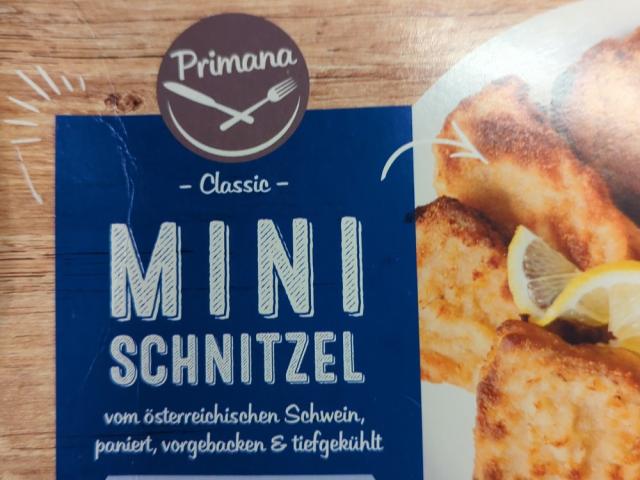 Primana
- Classic -
MINI
SCHNITZEL
vom österreichischen Schwein,
paniert, vorgebacken & tiefgekühlt